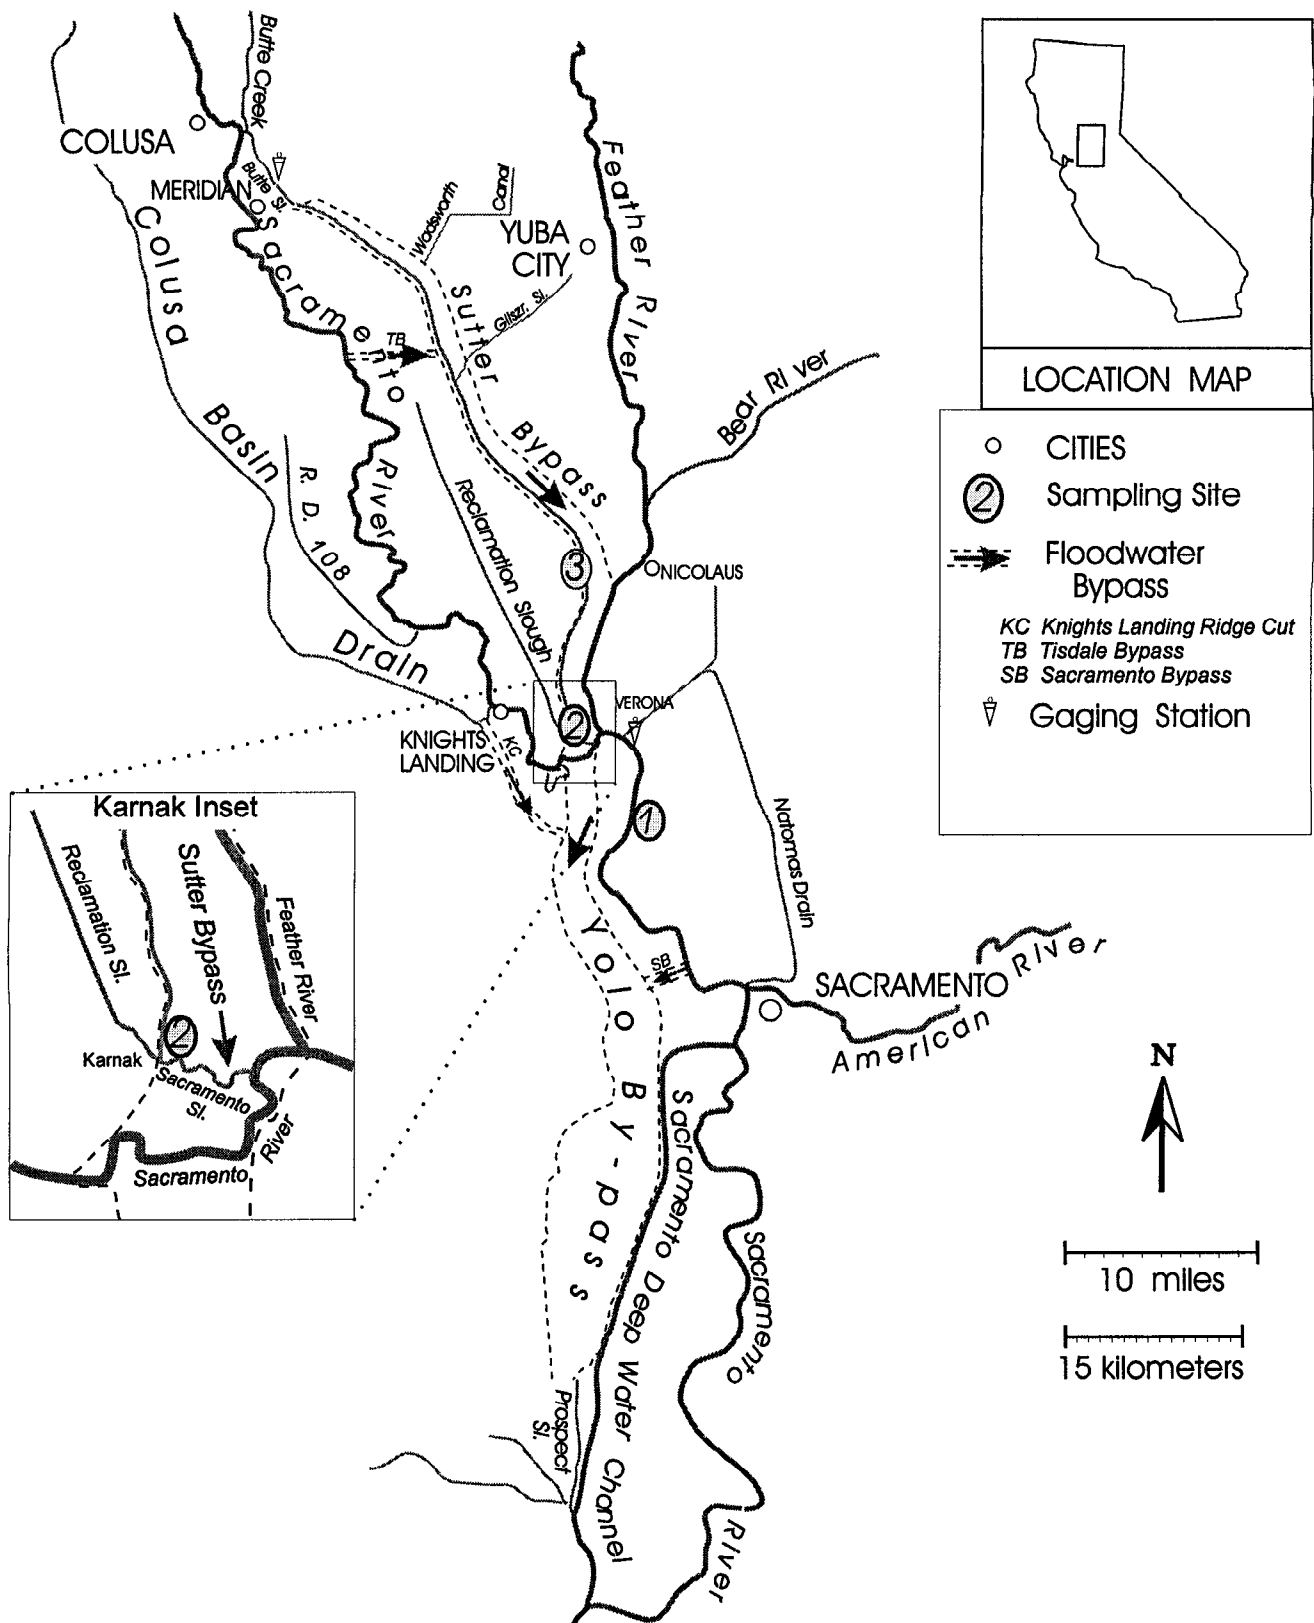 Butte Creek
COLUSA
Butte Sl.
MERIDIAN
Wadsworth
Canal
YUBA
CITY
Feather River
Colusa
Basin
Drain
Sacramento
River
TB
Sutter
Bypass
Gilszr. Sl.
Bear River
R. D. 108
Reclamation Slough
3
NICOLAUS
VERONA
2
KNIGHTS
LANDING
KC
1
Natomas Drain
Yolo By-pass
SB
SACRAMENTO
American
River
Sacramento Deep Water Channel
Sacramento
River
Prospect
Sl.
LOCATION MAP
CITIES
2 Sampling Site
Floodwater
Bypass
KC Knights Landing Ridge Cut
TB Tisdale Bypass
SB Sacramento Bypass
Gaging Station
Karnak Inset
Reclamation Sl.
Sutter Bypass
Feather River
2
Karnak
Sacramento
Sl.
Sacramento
River
N
10 miles
15 kilometers